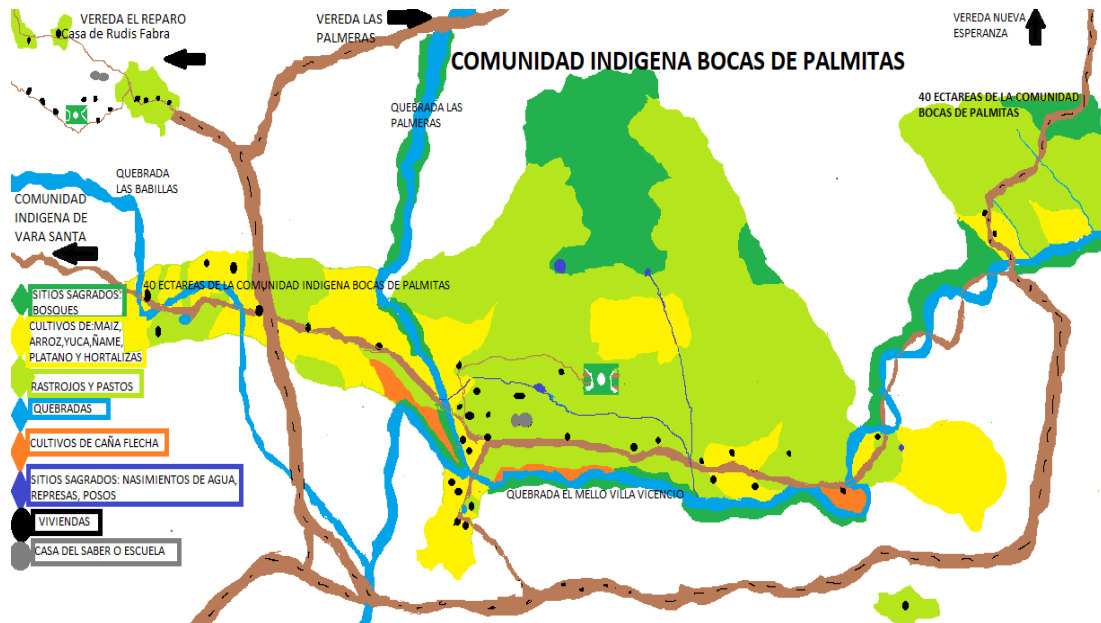 VEREDA EL REPARO
Casa de Rudis Fabra
VEREDA LAS
PALMERAS
VEREDA NUEVA
ESPERANZA
COMUNIDAD INDIGENA BOCAS DE PALMITAS
40 ECTAREAS DE LA COMUNIDAD
BOCAS DE PALMITAS
QUEBRADA LAS
PALMERAS
QUEBRADA
LAS BABILLAS
COMUNIDAD
INDIGENA DE
VARA SANTA
40 ECTAREAS DE LA COMUNIDAD INDIGENA BOCAS DE PALMITAS
SITIOS SAGRADOS:
BOSQUES
CULTIVOS DE:MAIZ,
ARROZ,YUCA,ÑAME,
PLATANO Y HORTALIZAS
RASTROJOS Y PASTOS
QUEBRADAS
CULTIVOS DE CAÑA FLECHA
SITIOS SAGRADOS: NASIMIENTOS DE AGUA,
REPRESAS, POSOS
VIVIENDAS
CASA DEL SABER O ESCUELA
QUEBRADA EL MELLO VILLA VICENCIO